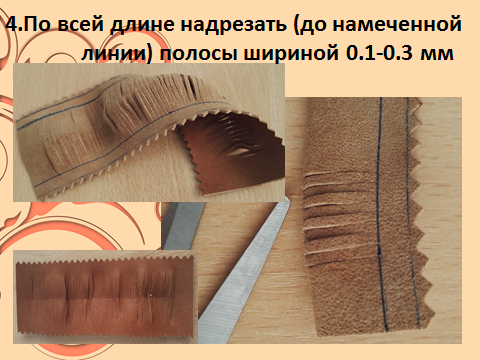 4.По всей длине надрезать (до намеченной
линии) полосы шириной 0.1-0.3 мм